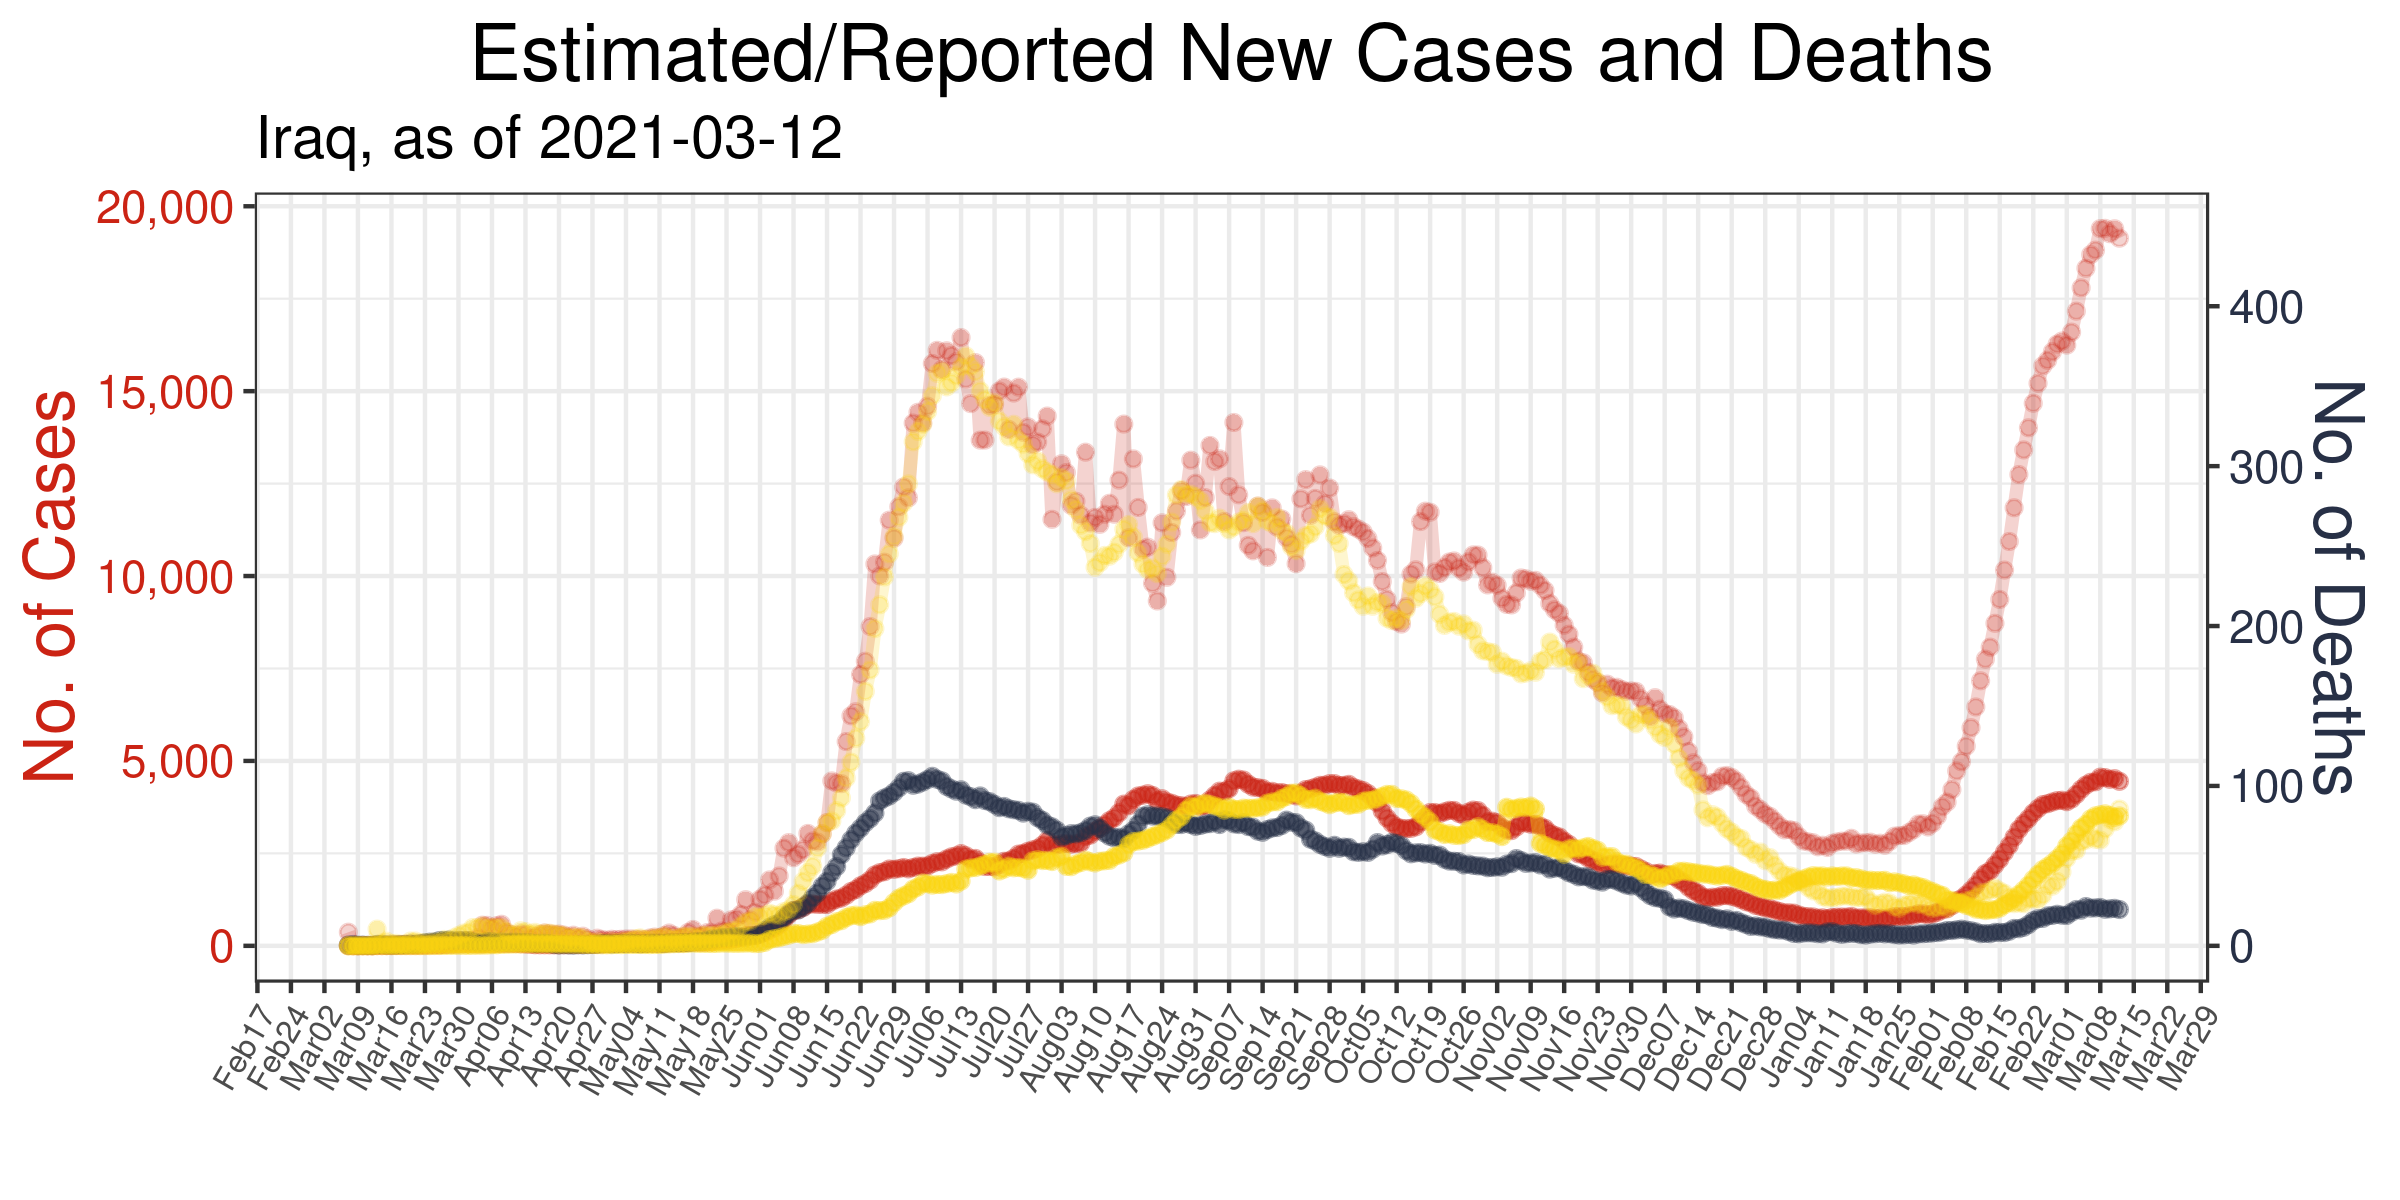 Estimated/Reported New Cases and Deaths
Iraq, as of 2021-03-12
No. of Cases
20,000
15,000
10,000
5,000
0
400
300
200
100
0
No. of Deaths
Feb17 Feb24 Mar02 Mar09 Mar16 Mar23 Mar30 Apr06 Apr13 Apr20 Apr27 May04 May11 May18 May25 Jun01 Jun08 Jun15 Jun22 Jun29 Jul06 Jul13 Jul20 Jul27 Aug03 Aug10 Aug17 Aug24 Aug31 Sep07 Sep14 Sep21 Sep28 Oct05 Oct12 Oct19 Oct26 Nov02 Nov09 Nov16 Nov23 Nov30 Dec07 Dec14 Dec21 Dec28 Jan04 Jan11 Jan18 Jan25 Feb01 Feb08 Feb15 Feb22 Mar01 Mar08 Mar15 Mar22 Mar29